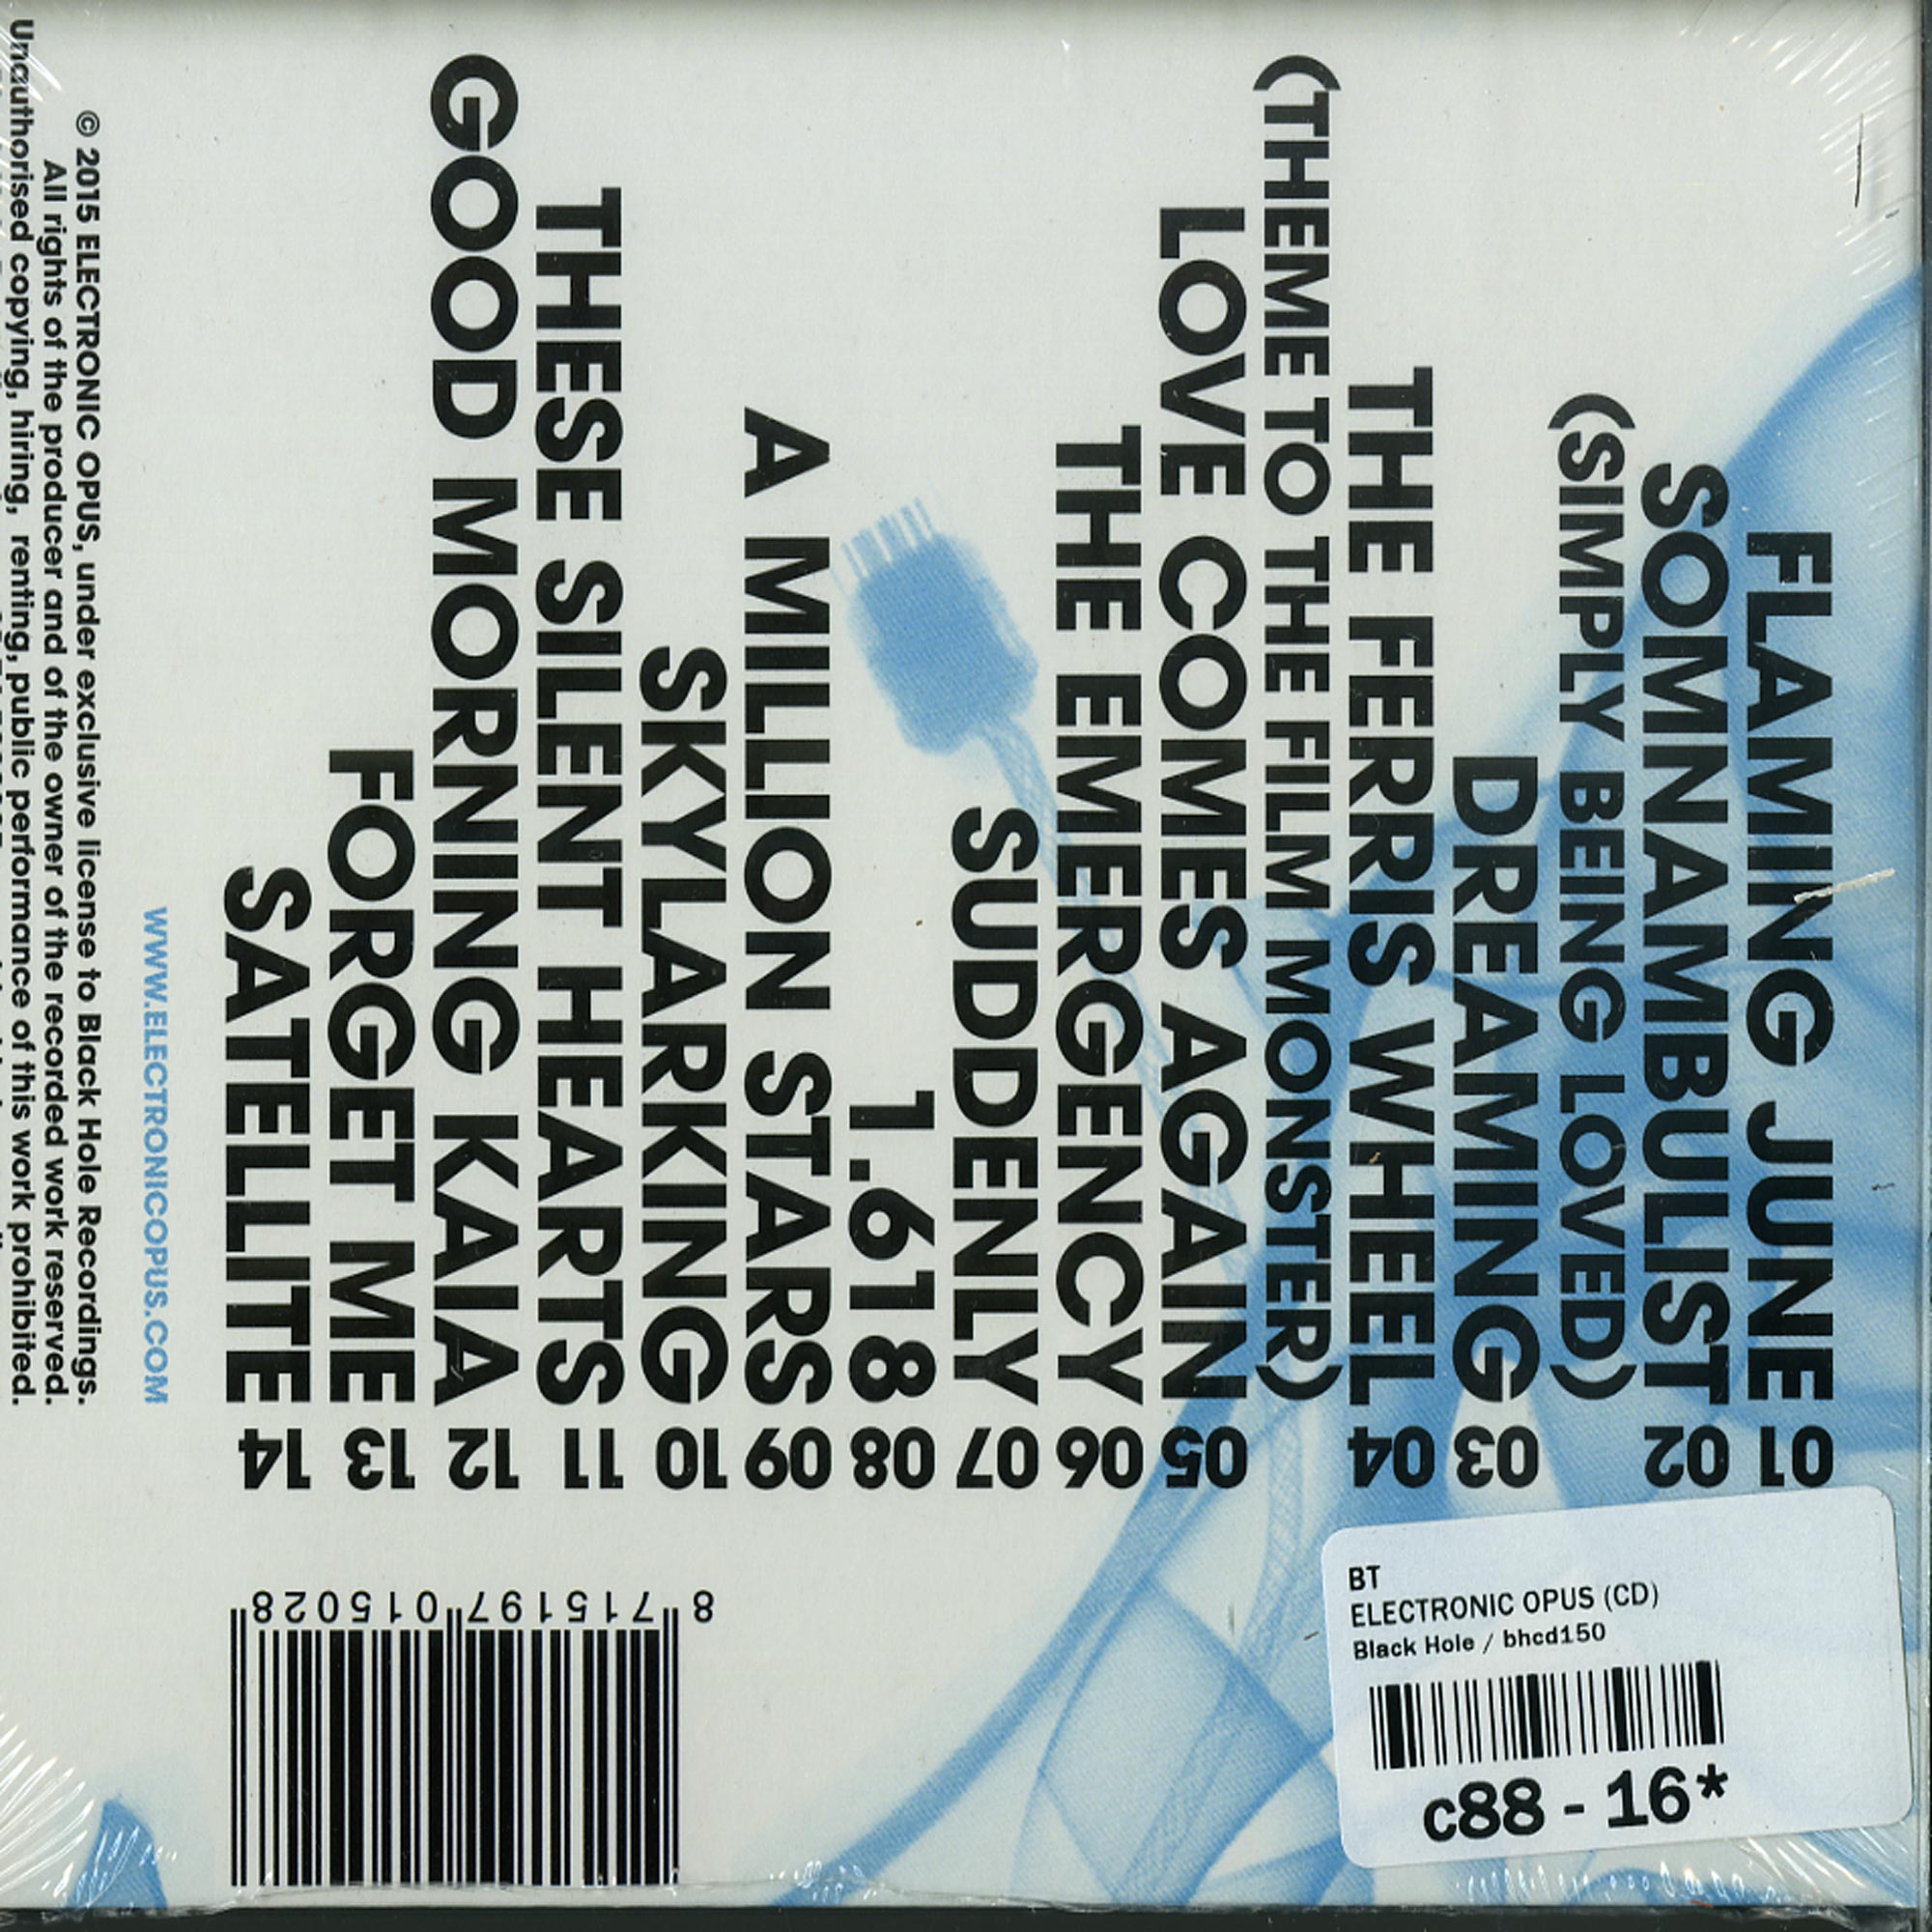 FLAMING JUNE 01
SOMNAMBULIST 02
(SIMPLY BEING LOVED)
DREAMING 03
THE FERRIS WHEEL 04
(THEME TO THE FILM MONSTER)
LOVE COMES AGAIN 05
THE EMERGENCY 06
SUDDENLY 07
1.618 08
A MILLION STARS 09
SKYLARKING 10
THESE SILENT HEARTS 11
GOOD MORNING KAIA 12
FORGET ME 13
SATELLITE 14
WWW.ELECTRONICOPUS.COM
© 2015 ELECTRONIC OPUS, under exclusive license to Black Hole Recordings.
All rights of the producer and of the owner of the recorded work reserved.
Unauthorised copying, hiring, renting, public performance of this work prohibited.
8 715197 015028
BT
ELECTRONIC OPUS (CD)
Black Hole / bhcd150
c88 - 16*